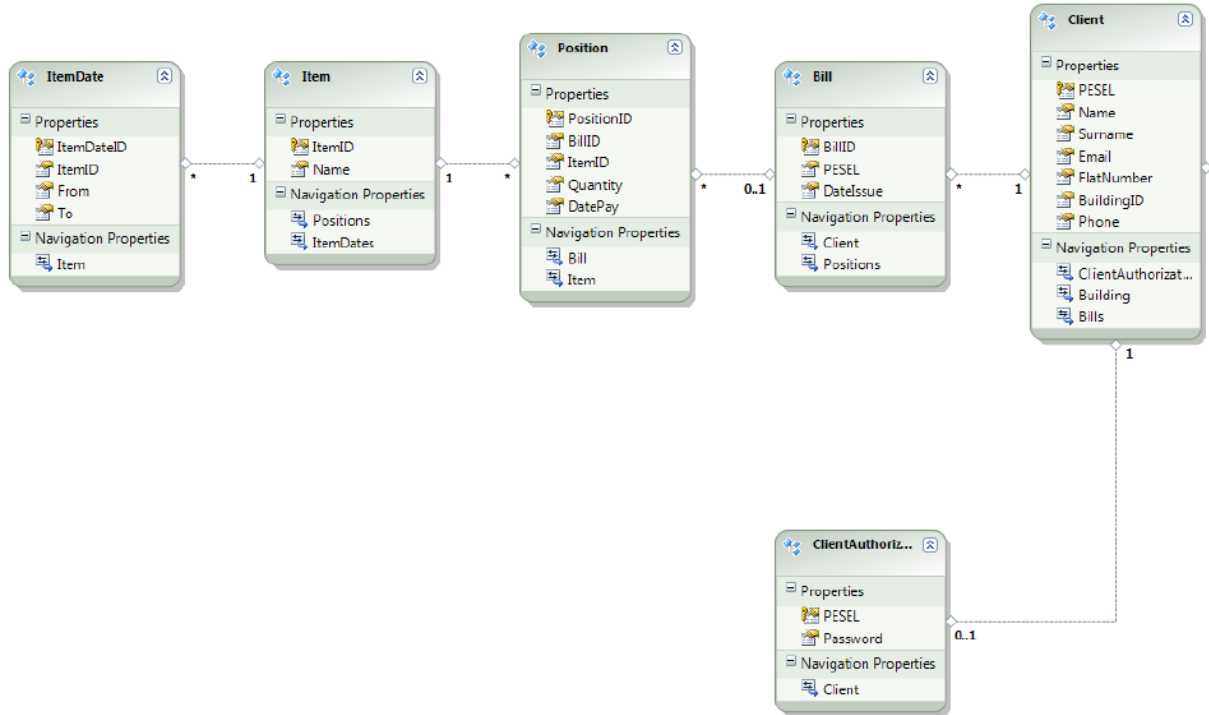 ItemDate
Properties
ItemDateID
ItemID
From
To
Navigation Properties
Item
* 1
Item
Properties
ItemID
Name
Navigation Properties
Positions
ItemDates
1 *
Position
Properties
PositionID
BillID
ItemID
Quantity
DatePay
Navigation Properties
Bill
Item
* 0..1
Bill
Properties
BillID
PESEL
DateIssue
Navigation Properties
Client
Positions
* 1
Client
Properties
PESEL
Name
Surname
Email
FlatNumber
BuildingID
Phone
Navigation Properties
ClientAuthorizat...
Building
Bills
1
ClientAuthoriz...
Properties
PESEL
Password
Navigation Properties
Client
0..1